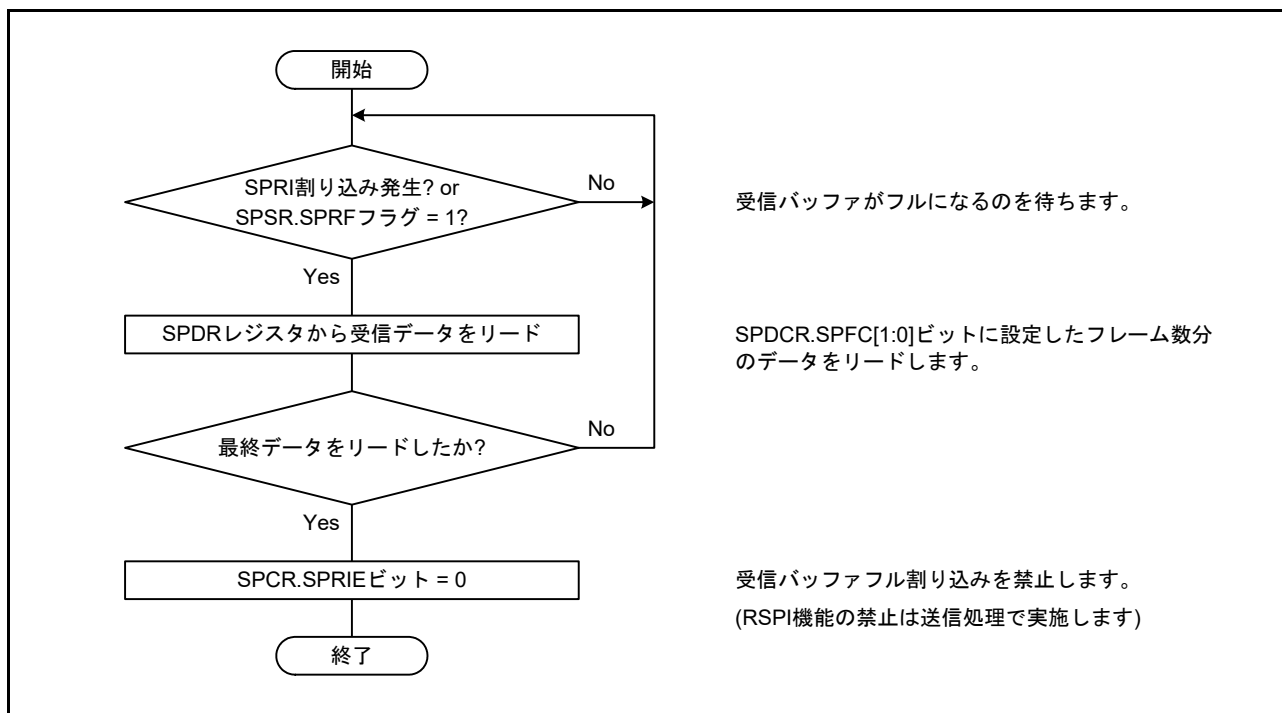 開始
SPRI割り込み発生? or
SPSR.SPRFフラグ = 1?
No
受信バッファがフルになるのを待ちます。
Yes
SPDRレジスタから受信データをリード
SPDCR.SPFC[1:0]ビットに設定したフレーム数分
のデータをリードします。
最終データをリードしたか?
No
Yes
SPCR.SPRIEビット = 0
受信バッファフル割り込みを禁止します。
(RSPI機能の禁止は送信処理で実施します)
終了